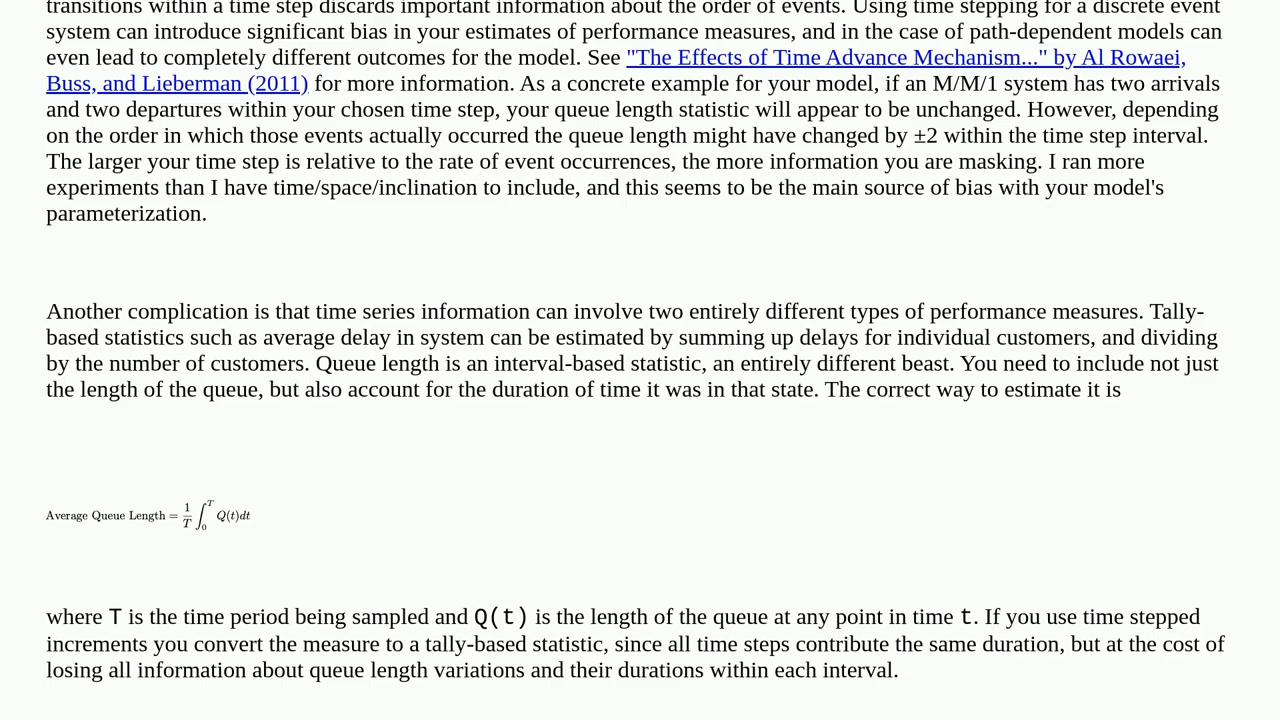 transitions within a time step discards important information about the order of events. Using time stepping for a discrete event
system can introduce significant bias in your estimates of performance measures, and in the case of path-dependent models can
even lead to completely different outcomes for the model. See "The Effects of Time Advance Mechanism..." by Al Rowaei,
Buss, and Lieberman (2011) for more information. As a concrete example for your model, if an M/M/1 system has two arrivals
and two departures within your chosen time step, your queue length statistic will appear to be unchanged. However, depending
on the order in which those events actually occurred the queue length might have changed by ±2 within the time step interval.
The larger your time step is relative to the rate of event occurrences, the more information you are masking. I ran more
experiments than I have time/space/inclination to include, and this seems to be the main source of bias with your model's
parameterization.
Another complication is that time series information can involve two entirely different types of performance measures. Tally-
based statistics such as average delay in system can be estimated by summing up delays for individual customers, and dividing
by the number of customers. Queue length is an interval-based statistic, an entirely different beast. You need to include not just
the length of the queue, but also account for the duration of time it was in that state. The correct way to estimate it is
Average Queue Length = \frac{1}{T} \int_0^T Q(t)dt
where T is the time period being sampled and Q(t) is the length of the queue at any point in time t. If you use time stepped
increments you convert the measure to a tally-based statistic, since all time steps contribute the same duration, but at the cost of
losing all information about queue length variations and their durations within each interval.